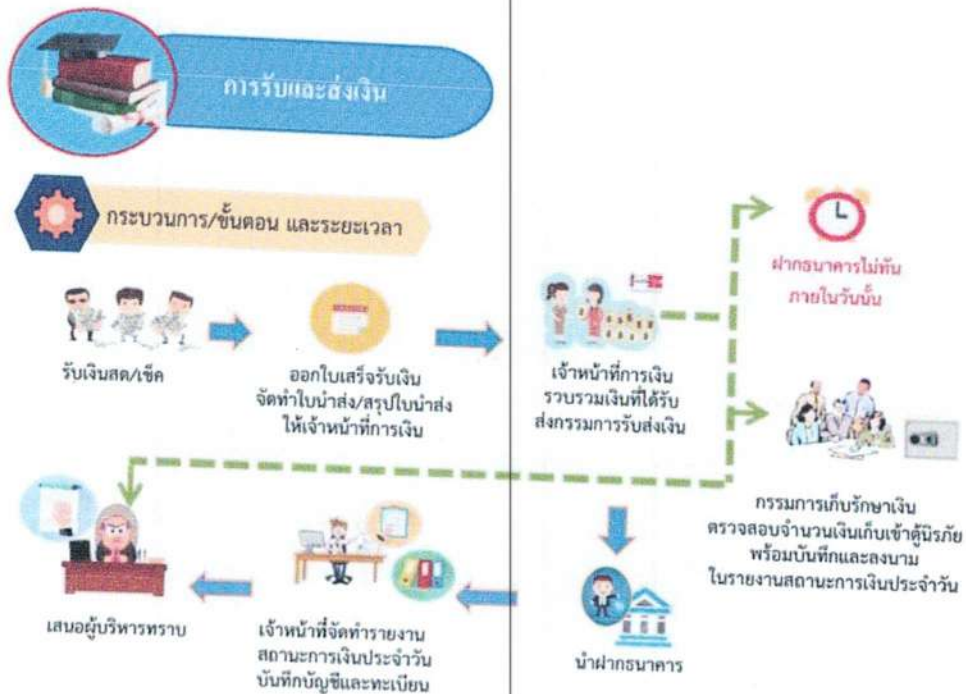 การรับและส่งเงิน
กระบวนการ/ขั้นตอน และระยะเวลา
รับเงินสด/เช็ค
ออกใบเสร็จรับเงิน
จัดทำใบนำส่ง/สรุปใบนำส่ง
ให้เจ้าหน้าที่การเงิน
เจ้าหน้าที่การเงิน
รวบรวมเงินที่ได้รับ
ส่งกรรมการรับส่งเงิน
ฝากธนาคารไม่ทัน
ภายในวันนั้น
กรรมการเก็บรักษาเงิน
ตรวจสอบจำนวนเงินเก็บเข้าตู้นิรภัย
พร้อมบันทึกและลงนาม
ในรายงานสถานะการเงินประจำวัน
นำฝากธนาคาร
เจ้าหน้าที่จัดทำรายงาน
สถานะการเงินประจำวัน
บันทึกบัญชีและทะเบียน
เสนอผู้บริหารทราบ